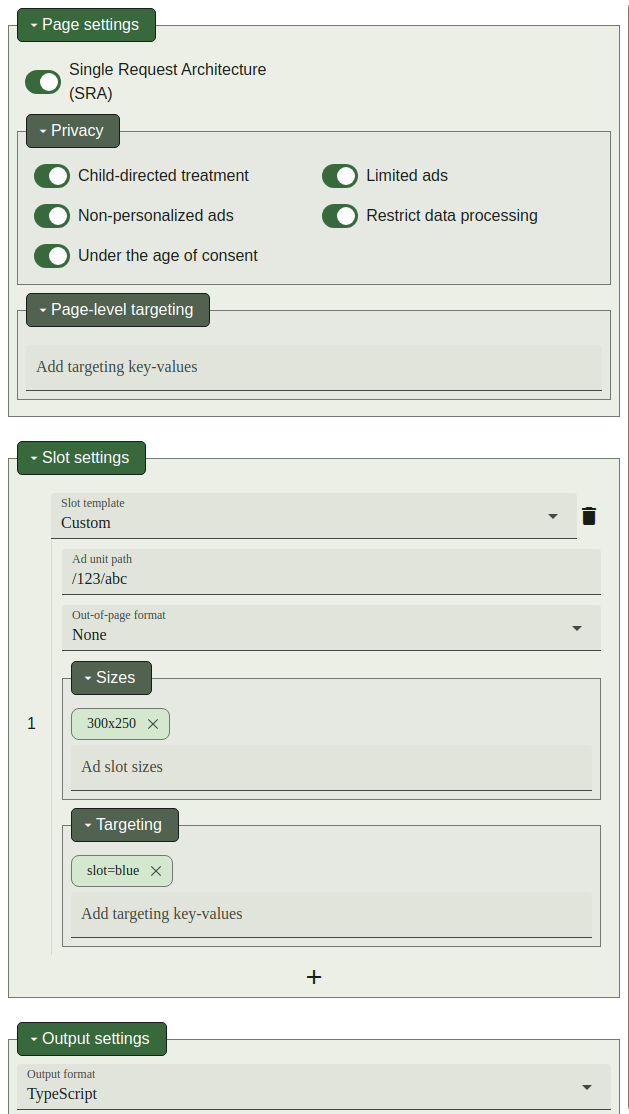 Page settings
Single Request Architecture
(SRA)
Privacy
Child-directed treatment
Limited ads
Non-personalized ads
Restrict data processing
Under the age of consent
Page-level targeting
Add targeting key-values
Slot settings
Slot template
Custom
Ad unit path
/123/abc
Out-of-page format
None
Sizes
1
300x250
Ad slot sizes
Targeting
slot=blue
Add targeting key-values
+
Output settings
Output format
TypeScript